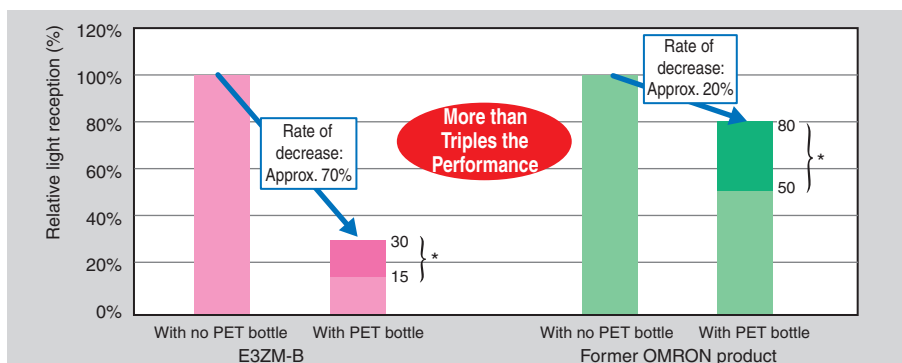 Relative light reception (%)
120%
100%
80%
60%
40%
20%
0%
Rate of
decrease:
Approx. 70%
30
15
*
More than
Triples the
Performance
Rate of
decrease:
Approx. 20%
80
50
*
With no PET bottle
With PET bottle
E3ZM-B
With no PET bottle
With PET bottle
Former OMRON product